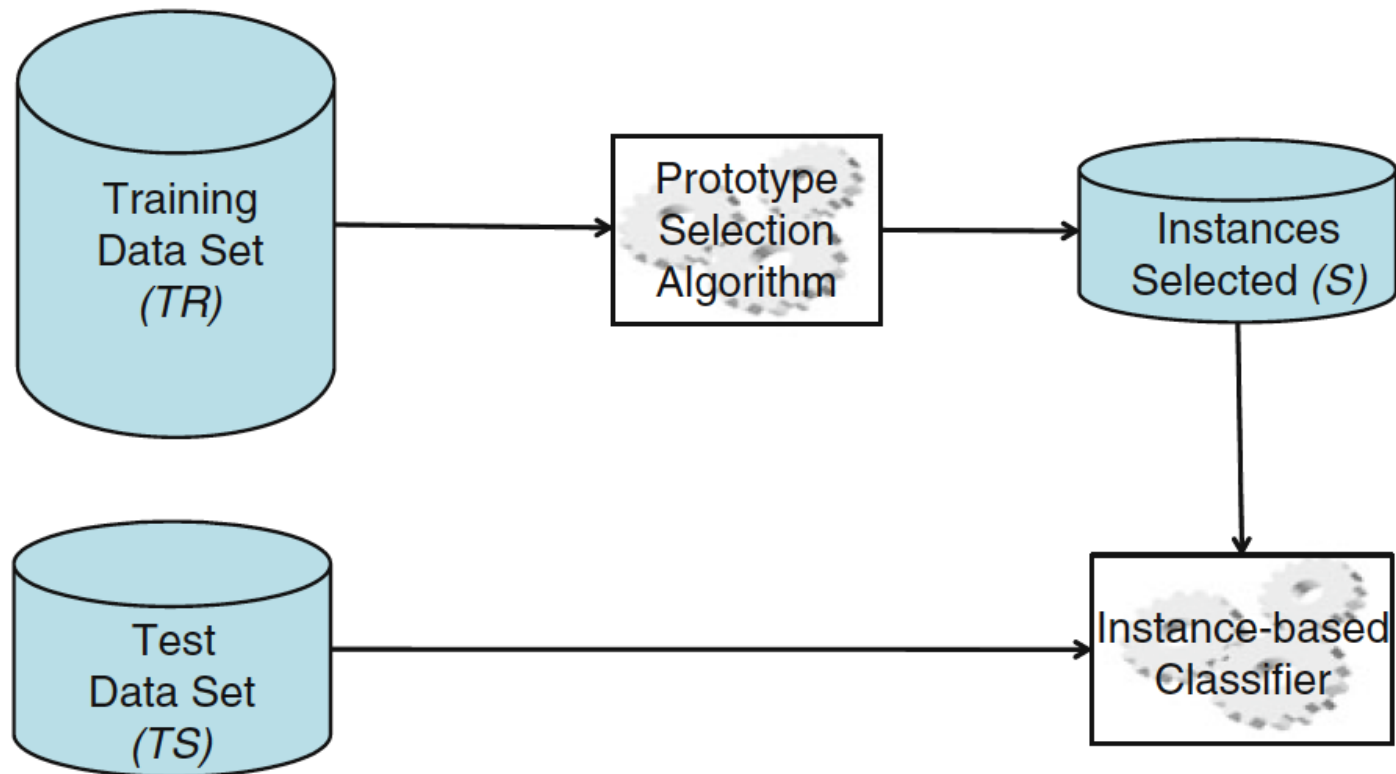 Training
Data Set
(TR)
Prototype
Selection
Algorithm
Instances
Selected (S)
Test
Data Set
(TS)
Instance-based
Classifier